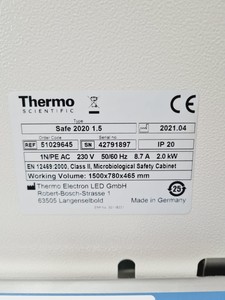 Thermo
SCIENTIFIC
CE
Type
Safe 2020 1.5
2021.04
Order Code
Serial No.
REF 51029645
SN 42791897
IP 20
1N/PE AC 230 V 50/60 Hz 8.7 A 2.0 kW
EN 12469:2000, Class II, Microbiological Safety Cabinet
Working Volume: 1500x780x465 mm
Thermo Electron LED GmbH
Robert-Bosch-Strasse 1
63505 Langenselbold
Made in Germany
25